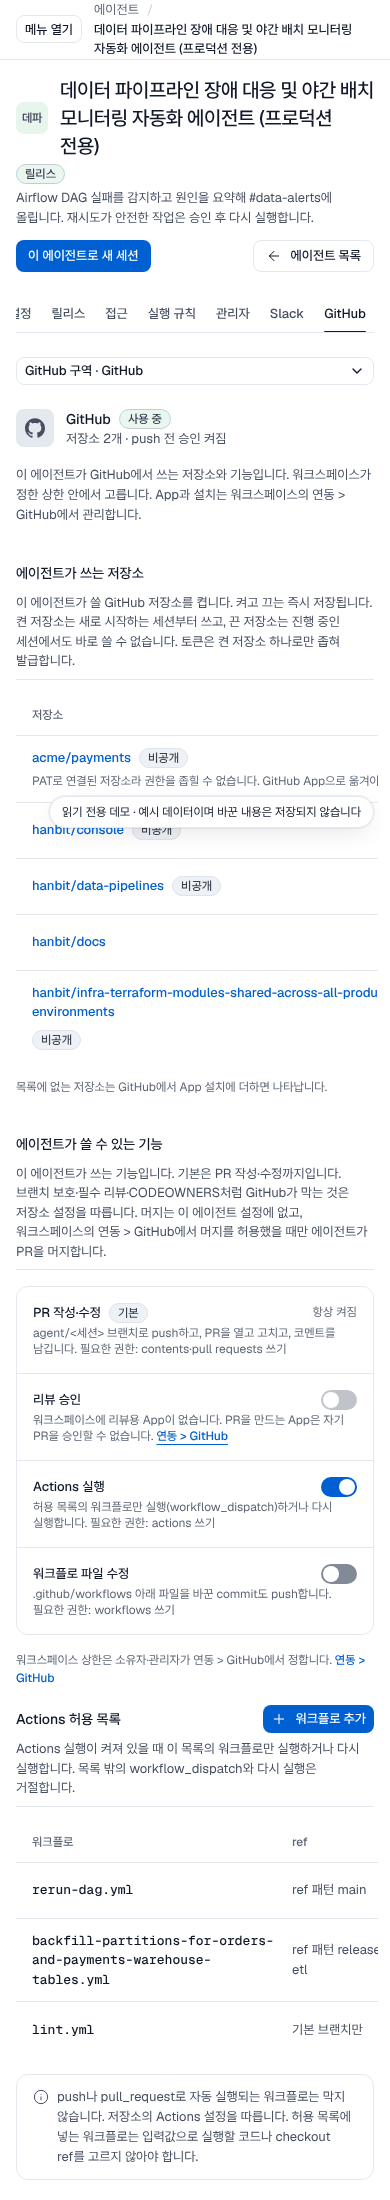 메뉴 열기
에이전트 /
데이터 파이프라인 장애 대응 및 야간 배치 모니터링
자동화 에이전트 (프로덕션 전용)
데파
데이터 파이프라인 장애 대응 및 야간 배치
모니터링 자동화 에이전트 (프로덕션
전용)
릴리스
Airflow DAG 실패를 감지하고 원인을 요약해 #data-alerts에
올립니다. 재시도가 안전한 작업은 승인 후 다시 실행합니다.
이 에이전트로 새 세션
← 에이전트 목록
릴리스 접근 실행 규칙 관리자 Slack GitHub
GitHub 구역 · GitHub
GitHub 사용 중
저장소 2개 · push 전 승인 켜짐
이 에이전트가 GitHub에서 쓰는 저장소와 기능입니다. 워크스페이스가
정한 상한 안에서 고릅니다. App과 설치는 워크스페이스의 연동 >
GitHub에서 관리합니다.
에이전트가 쓰는 저장소
이 에이전트가 쓸 GitHub 저장소를 켭니다. 켜고 끄는 즉시 저장됩니다.
켠 저장소는 새로 시작하는 세션부터 쓰고, 끈 저장소는 진행 중인
세션에서도 바로 쓸 수 없습니다. 토큰은 켠 저장소 하나로만 좁혀
발급합니다.
저장소
acme/payments 비공개
PAT로 연결된 저장소라 권한을 좁힐 수 없습니다. GitHub App으로 옮겨야
읽기 전용 데모 · 예시 데이터이며 바꾼 내용은 저장되지 않습니다
hanbit/console 비공개
hanbit/data-pipelines 비공개
hanbit/docs
hanbit/infra-terraform-modules-shared-across-all-produ
environments
비공개
목록에 없는 저장소는 GitHub에서 App 설치에 더하면 나타납니다.
에이전트가 쓸 수 있는 기능
이 에이전트가 쓰는 기능입니다. 기본은 PR 작성·수정까지입니다.
브랜치 보호·필수 리뷰·CODEOWNERS처럼 GitHub가 막는 것은
저장소 설정을 따릅니다. 머지는 이 에이전트 설정에 없고,
워크스페이스의 연동 > GitHub에서 머지를 허용했을 때만 에이전트가
PR을 머지합니다.
PR 작성·수정 기본 항상 켜짐
agent/<세션> 브랜치로 push하고, PR을 열고 고치고, 코멘트를
남깁니다. 필요한 권한: contents·pull requests 쓰기
리뷰 승인
워크스페이스에 리뷰용 App이 없습니다. PR을 만드는 App은 자기
PR을 승인할 수 없습니다. 연동 > GitHub
Actions 실행
허용 목록의 워크플로만 실행(workflow_dispatch)하거나 다시
실행합니다. 필요한 권한: actions 쓰기
워크플로 파일 수정
.github/workflows 아래 파일을 바꾼 commit도 push합니다.
필요한 권한: workflows 쓰기
워크스페이스 상한은 소유자·관리자가 연동 > GitHub에서 정합니다. 연동 >
GitHub
Actions 허용 목록
+ 워크플로 추가
Actions 실행이 켜져 있을 때 이 목록의 워크플로만 실행하거나 다시
실행합니다. 목록 밖의 workflow_dispatch와 다시 실행은
거절합니다.
워크플로 ref
rerun-dag.yml ref 패턴 main
backfill-partitions-for-orders-
and-payments-warehouse-
tables.yml
ref 패턴 release
etl
lint.yml 기본 브랜치만
push나 pull_request로 자동 실행되는 워크플로는 막지
않습니다. 저장소의 Actions 설정을 따릅니다. 허용 목록에
넣는 워크플로는 입력값으로 실행할 코드나 checkout
ref를 고르지 않아야 합니다.